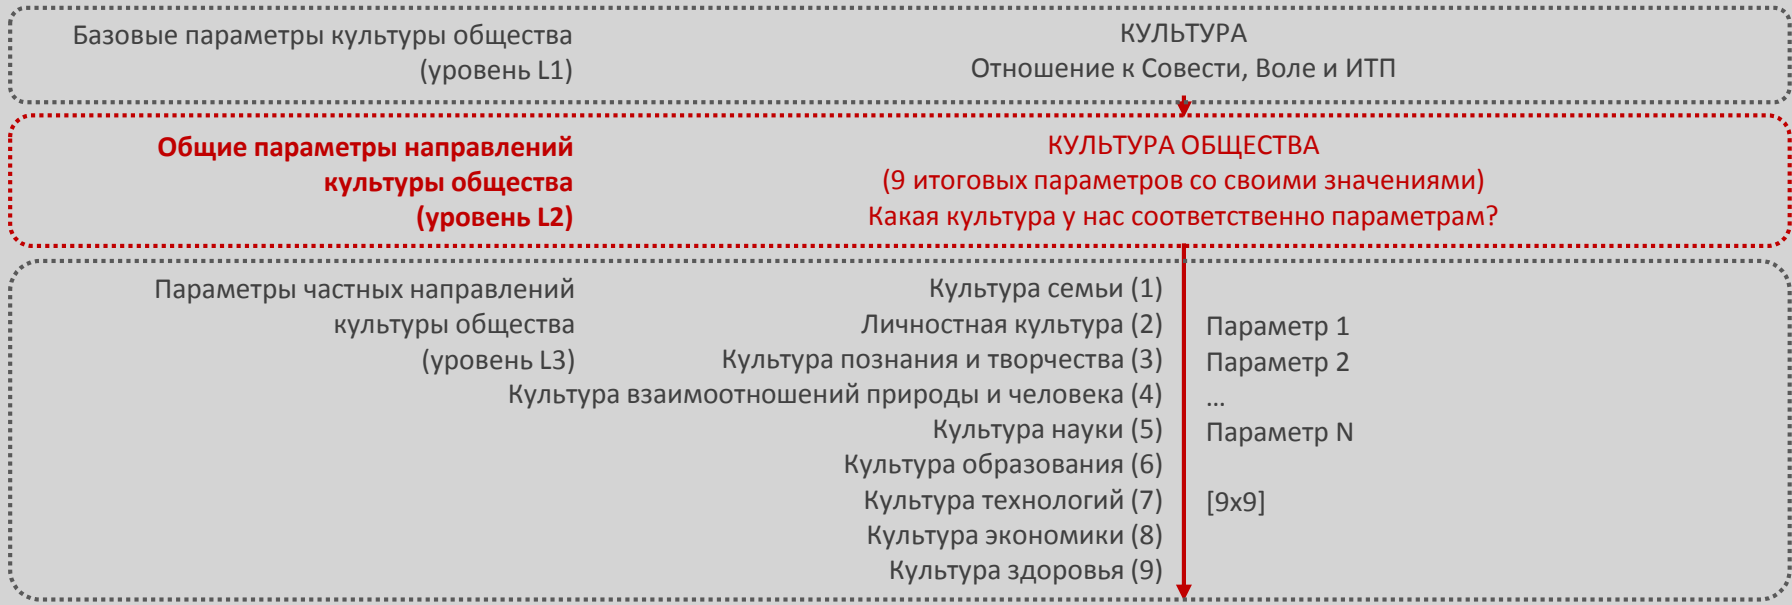 Базовые параметры культуры общества
(уровень L1)
КУЛЬТУРА
Отношение к Совести, Воле и ИТП
Общие параметры направлений
культуры общества
(уровень L2)
КУЛЬТУРА ОБЩЕСТВА
(9 итоговых параметров со своими значениями)
Какая культура у нас соответственно параметрам?
Параметры частных направлений
культуры общества
(уровень L3)
Культура семьи (1)
Личностная культура (2)
Культура познания и творчества (3)
Культура взаимоотношений природы и человека (4)
Культура науки (5)
Культура образования (6)
Культура технологий (7)
Культура экономики (8)
Культура здоровья (9)
Параметр 1
Параметр 2
...
Параметр N
[9x9]